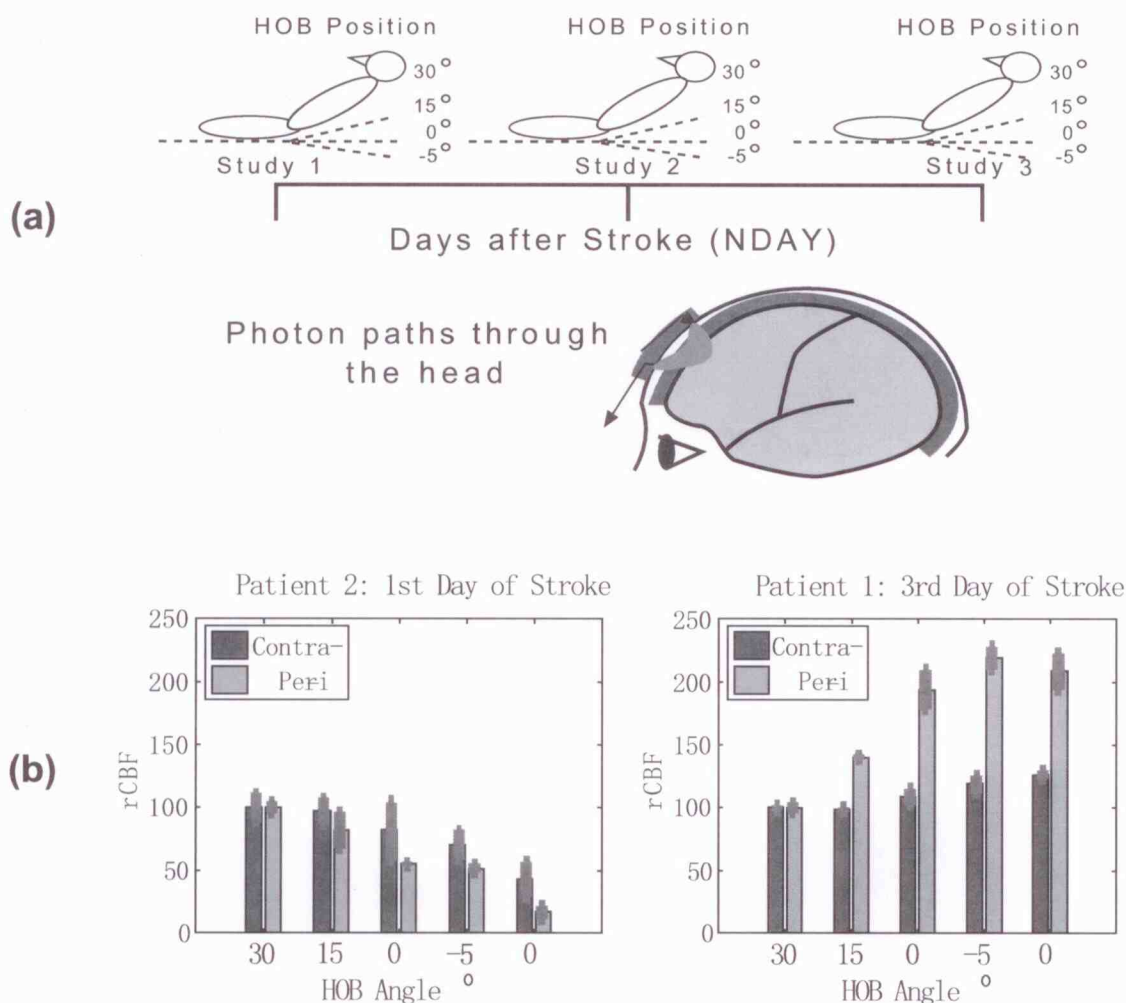 HOB Position HOB Position HOB Position
30° 30° 30°
15° 15° 15°
0° 0° 0°
-5° -5° -5°
Study 1 Study 2 Study 3
(a)
Days after Stroke (NDAY)
Photon paths through
the head
(b)
Patient 2: 1st Day of Stroke
250
200
150
100
50
0
rCBF
Contra-
Peri
30 15 0 -5 0
HOB Angle °
Patient 1: 3rd Day of Stroke
250
200
150
100
50
0
rCBF
Contra-
Peri
30 15 0 -5 0
HOB Angle °